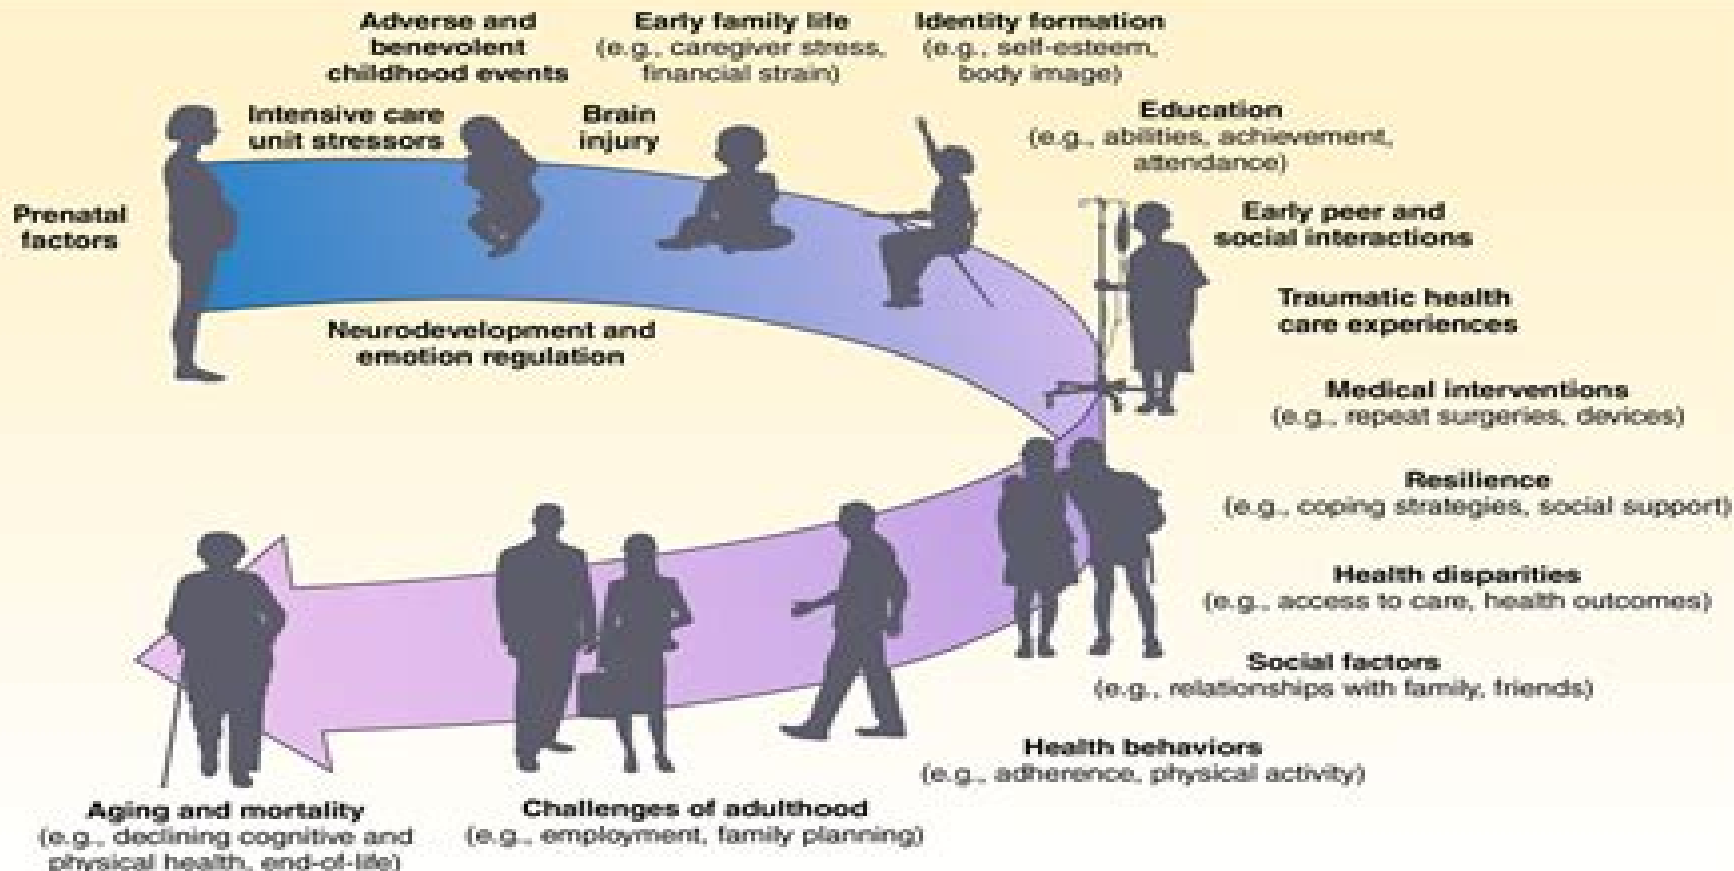 Adverse and
benevolent
childhood events
Early family life
(e.g., caregiver stress,
financial strain)
Identity formation
(e.g., self-esteem,
body image)
Intensive care
unit stressors
Brain
injury
Education
(e.g., abilities, achievement,
attendance)
Prenatal
factors
Early peer and
social interactions
Traumatic health
care experiences
Neurodevelopment and
emotion regulation
Medical interventions
(e.g., repeat surgeries, devices)
Resilience
(e.g., coping strategies, social support)
Health disparities
(e.g., access to care, health outcomes)
Social factors
(e.g., relationships with family, friends)
Health behaviors
(e.g., adherence, physical activity)
Challenges of adulthood
(e.g., employment, family planning)
Aging and mortality
(e.g., declining cognitive and
physical health, end-of-life)